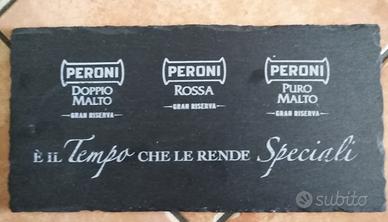 PERONI
DOPPIO
MALTO
GRAN RISERVA
PERONI
ROSSA
GRAN RISERVA
PERONI
PURO
MALTO
GRAN RISERVA
È IL Tempo CHE LE RENDE Speciali
subito